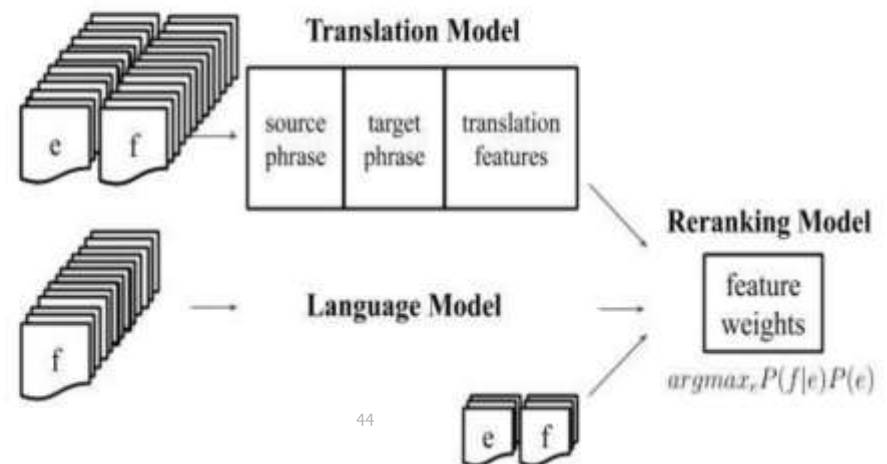 Translation Model
e f
source phrase
target phrase
translation features
Reranking Model
feature weights
argmax_e P(f|e)P(e)
f
Language Model
44
e f